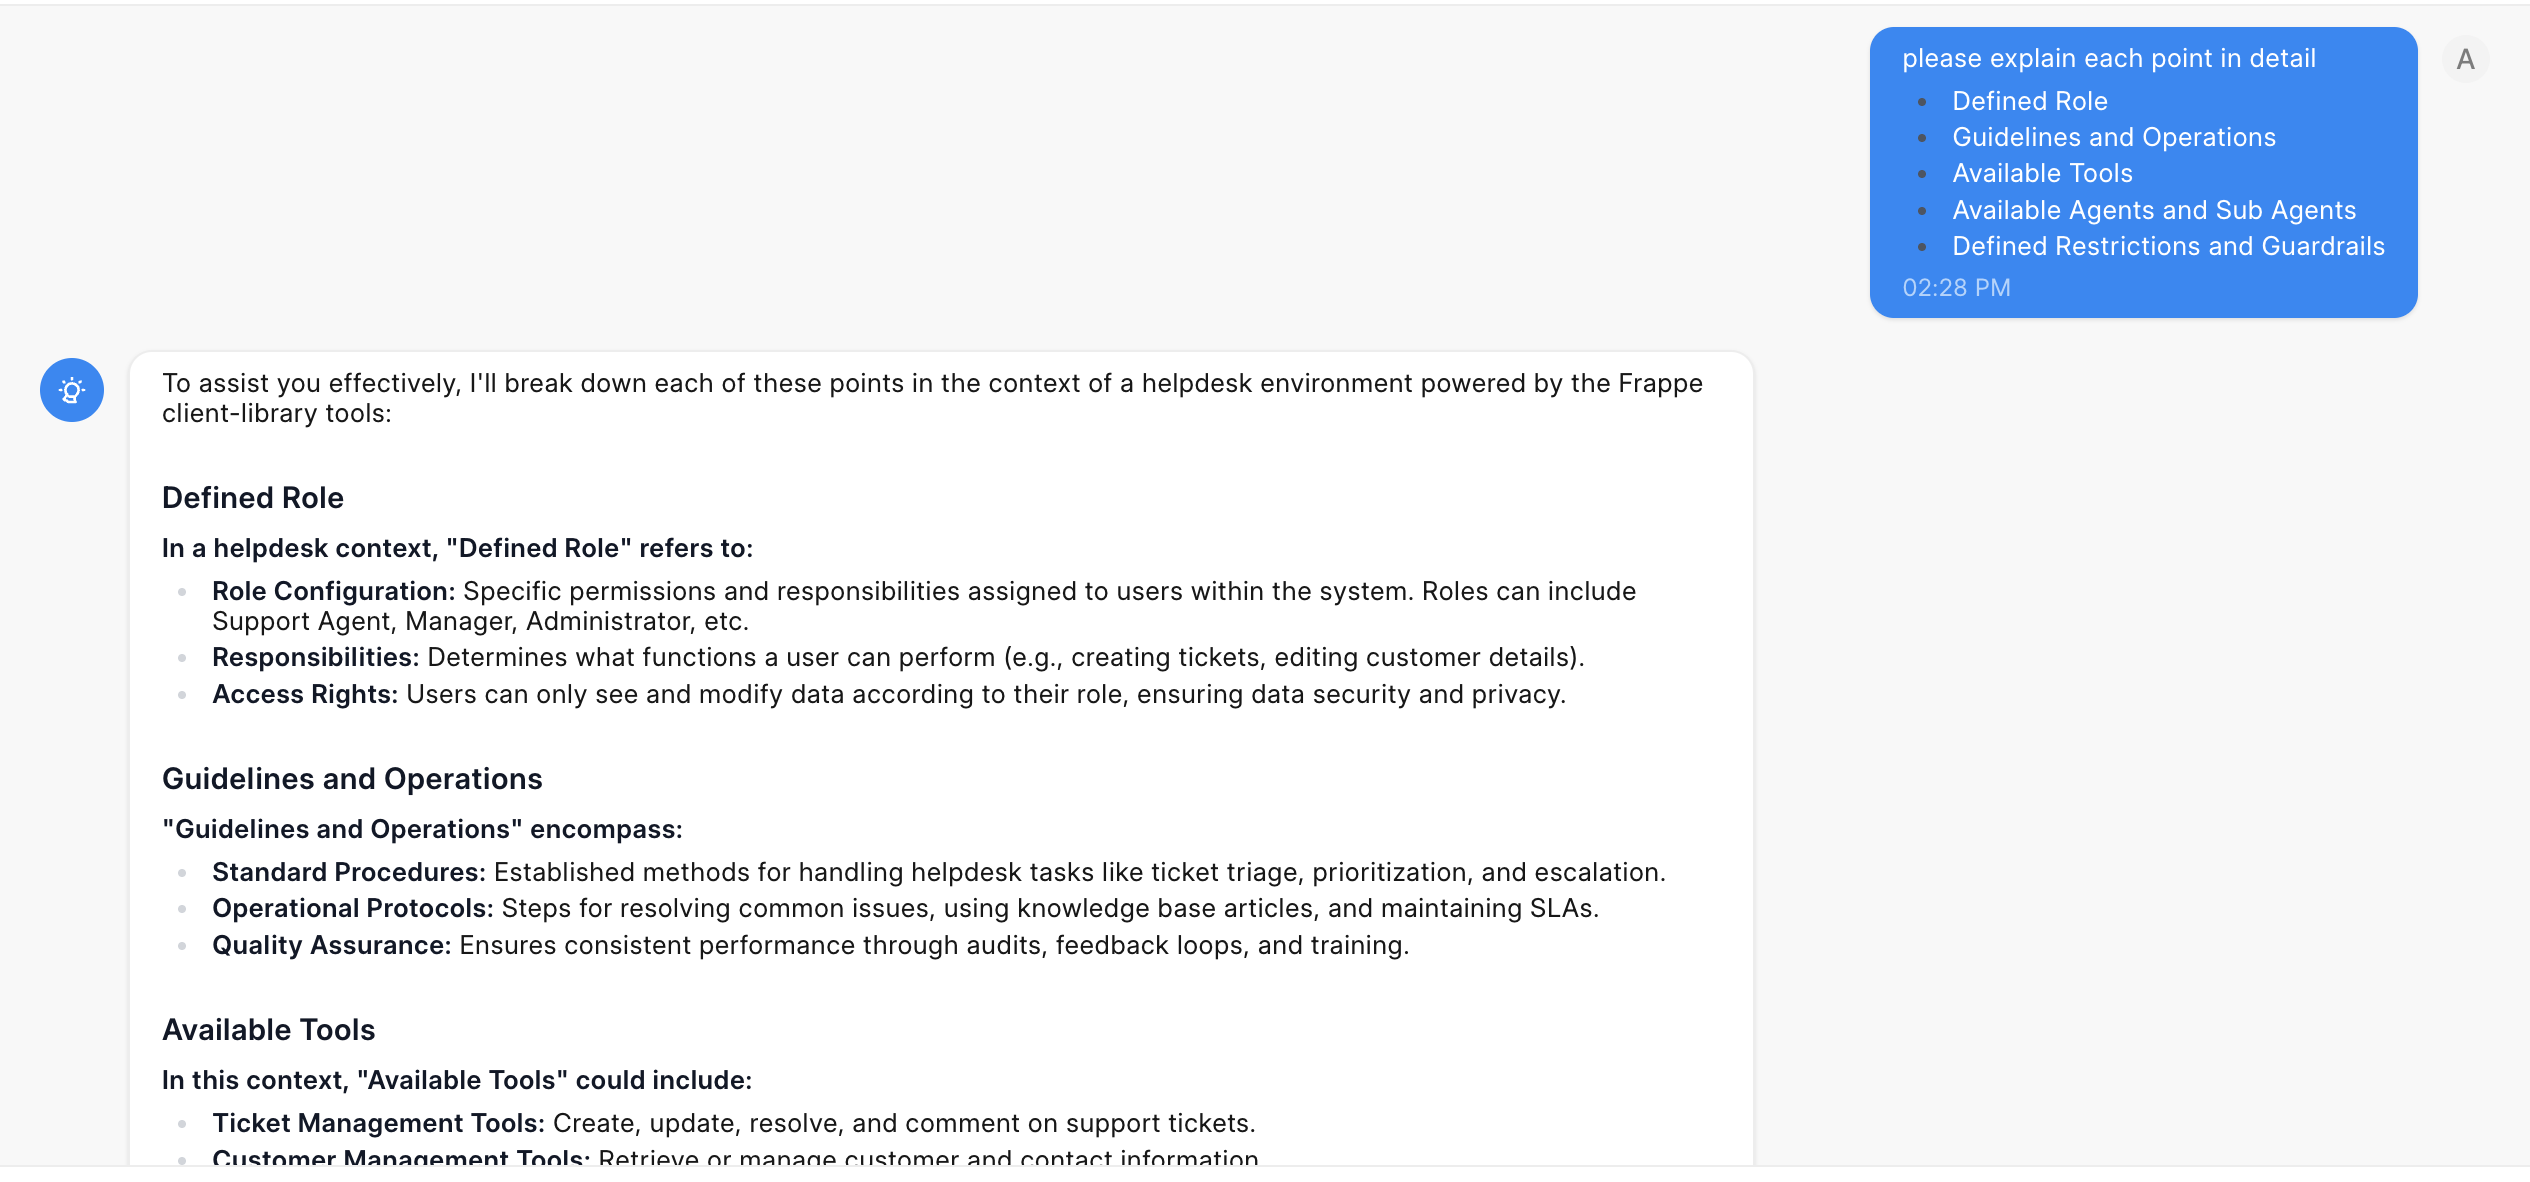 please explain each point in detail
• Defined Role
• Guidelines and Operations
• Available Tools
• Available Agents and Sub Agents
• Defined Restrictions and Guardrails
02:28 PM
A
To assist you effectively, I'll break down each of these points in the context of a helpdesk environment powered by the Frappe
client-library tools:
Defined Role
In a helpdesk context, "Defined Role" refers to:
• Role Configuration: Specific permissions and responsibilities assigned to users within the system. Roles can include
Support Agent, Manager, Administrator, etc.
• Responsibilities: Determines what functions a user can perform (e.g., creating tickets, editing customer details).
• Access Rights: Users can only see and modify data according to their role, ensuring data security and privacy.
Guidelines and Operations
"Guidelines and Operations" encompass:
• Standard Procedures: Established methods for handling helpdesk tasks like ticket triage, prioritization, and escalation.
• Operational Protocols: Steps for resolving common issues, using knowledge base articles, and maintaining SLAs.
• Quality Assurance: Ensures consistent performance through audits, feedback loops, and training.
Available Tools
In this context, "Available Tools" could include:
• Ticket Management Tools: Create, update, resolve, and comment on support tickets.
• Customer Management Tools: Retrieve or manage customer and contact information